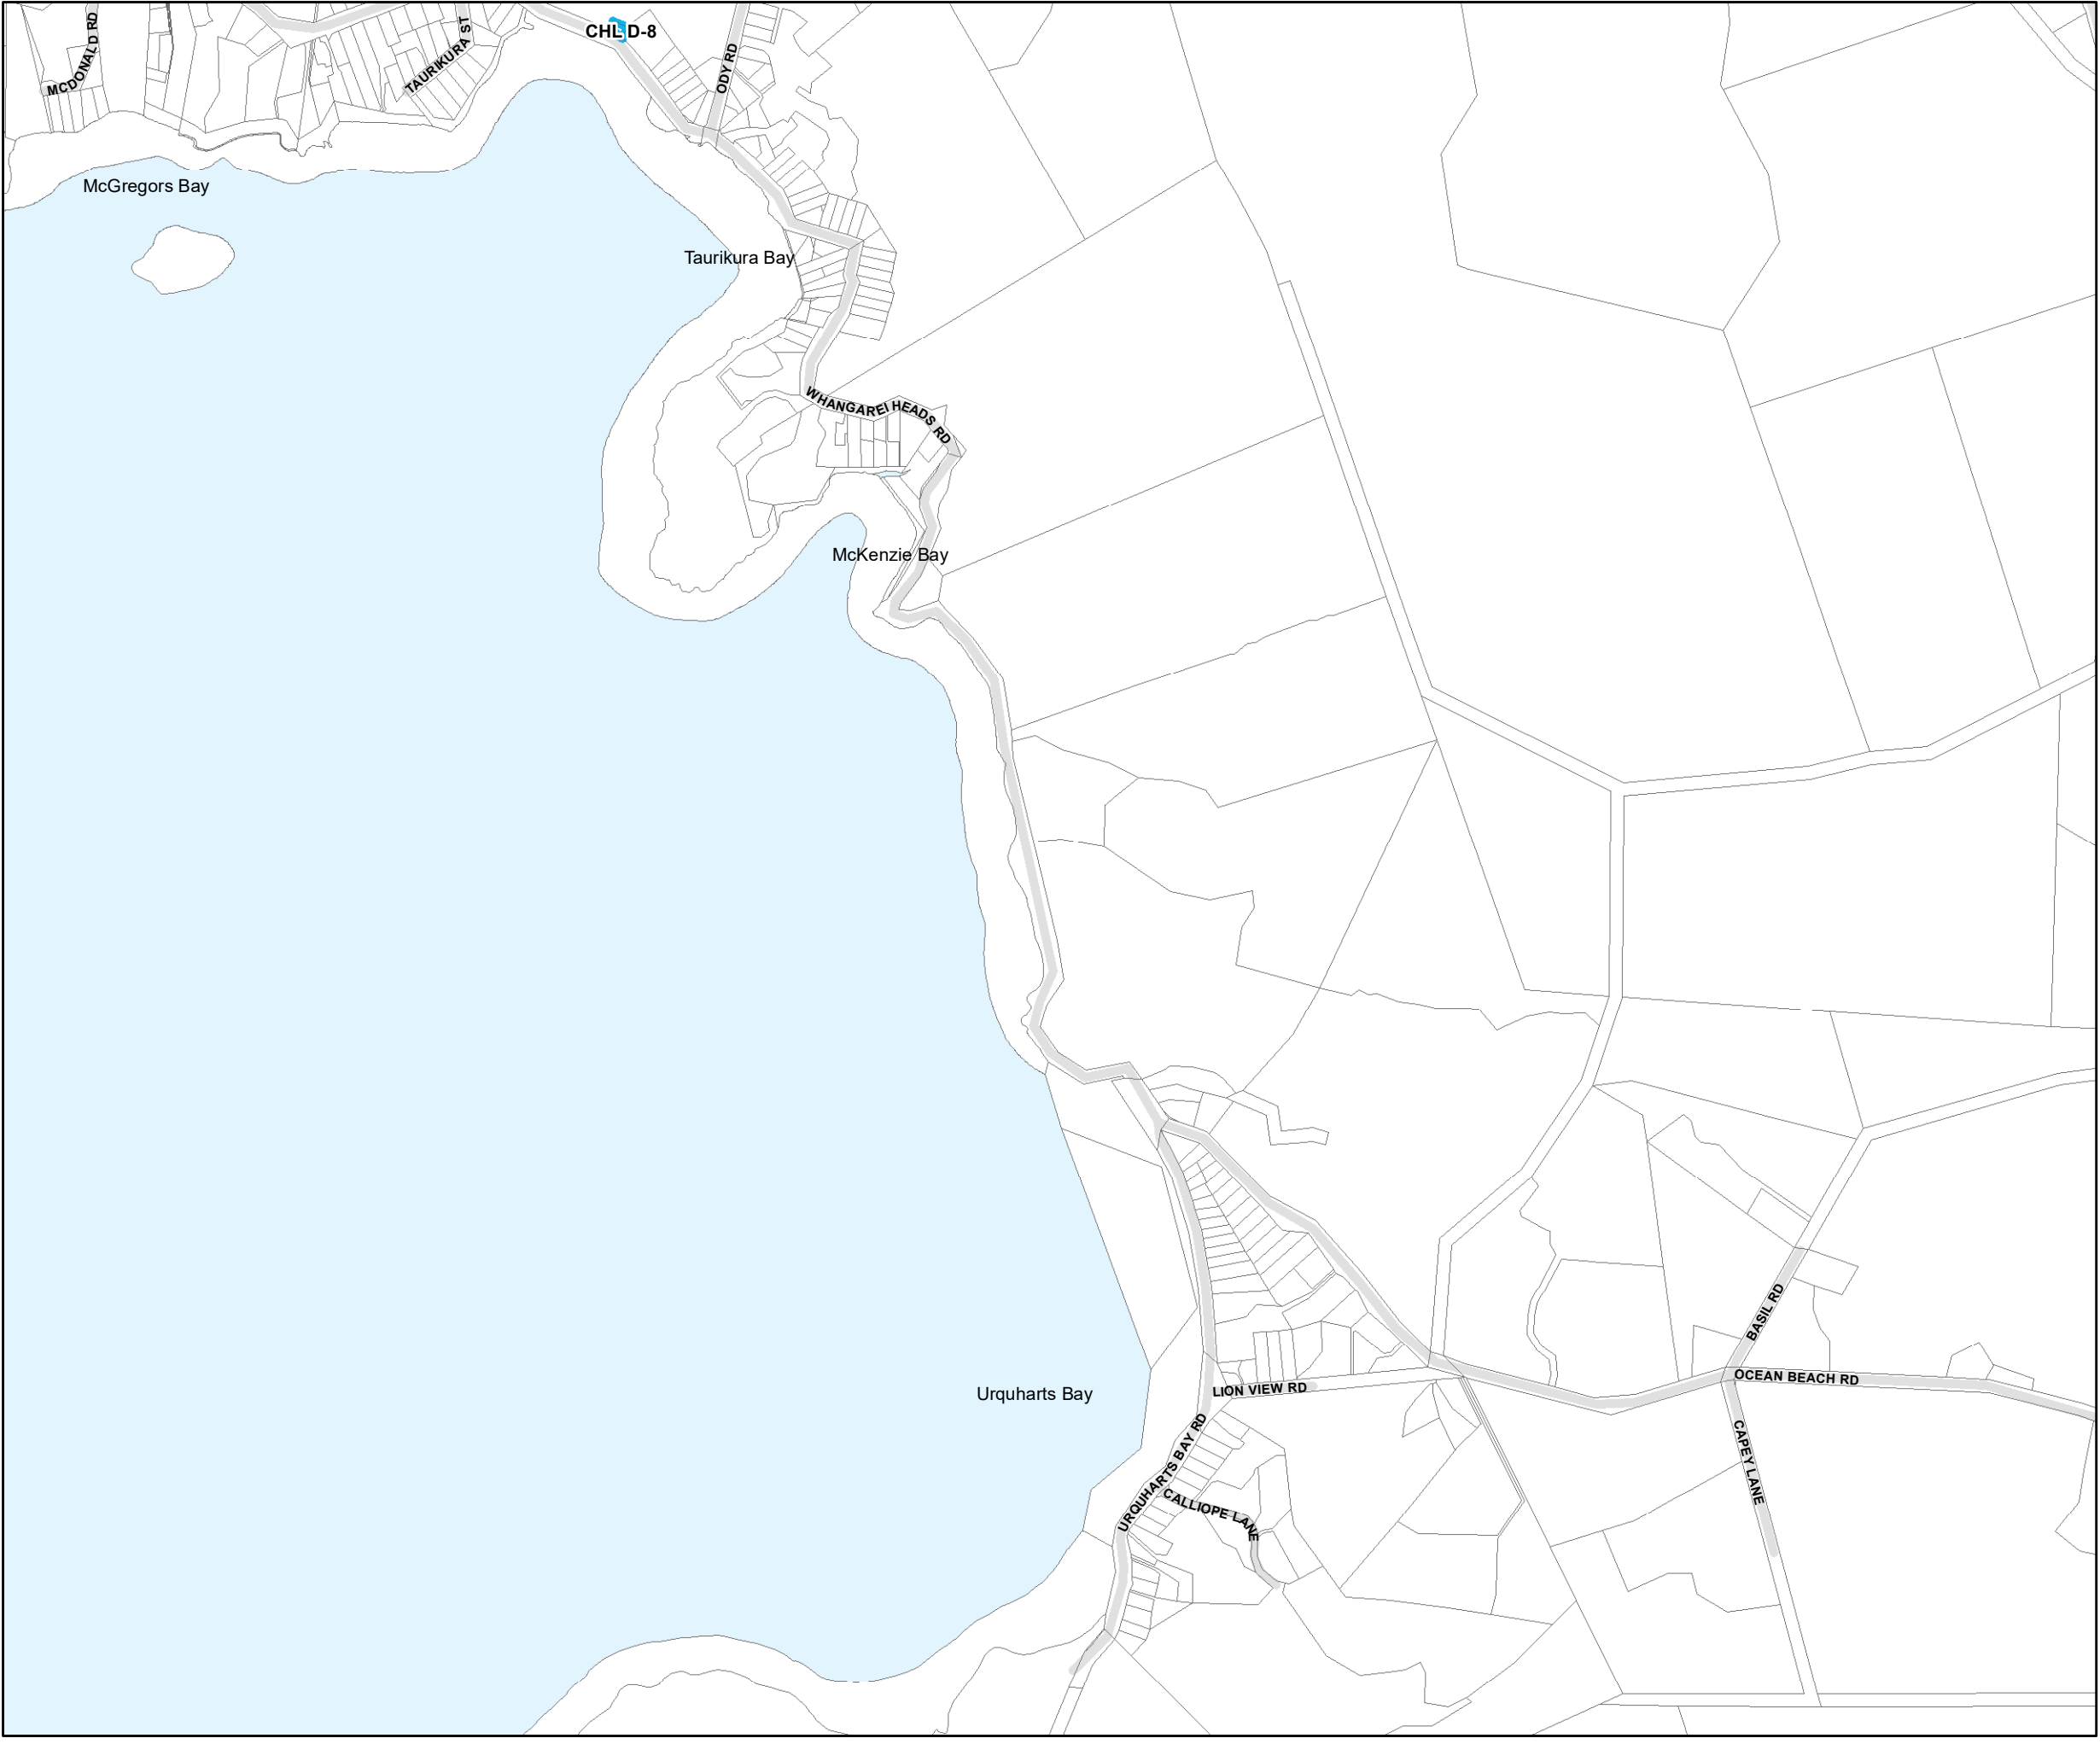 CHLD-8
MCDONALD RD
TAURIKURA ST
ODY RD
McGregors Bay
Taurikura Bay
WHANGAREI HEADS RD
McKenzie Bay
BASIL RD
OCEAN BEACH RD
LION VIEW RD
Urquharts Bay
CAPEY LANE
URQUHARTS BAY RD
CALLIOPE LANE